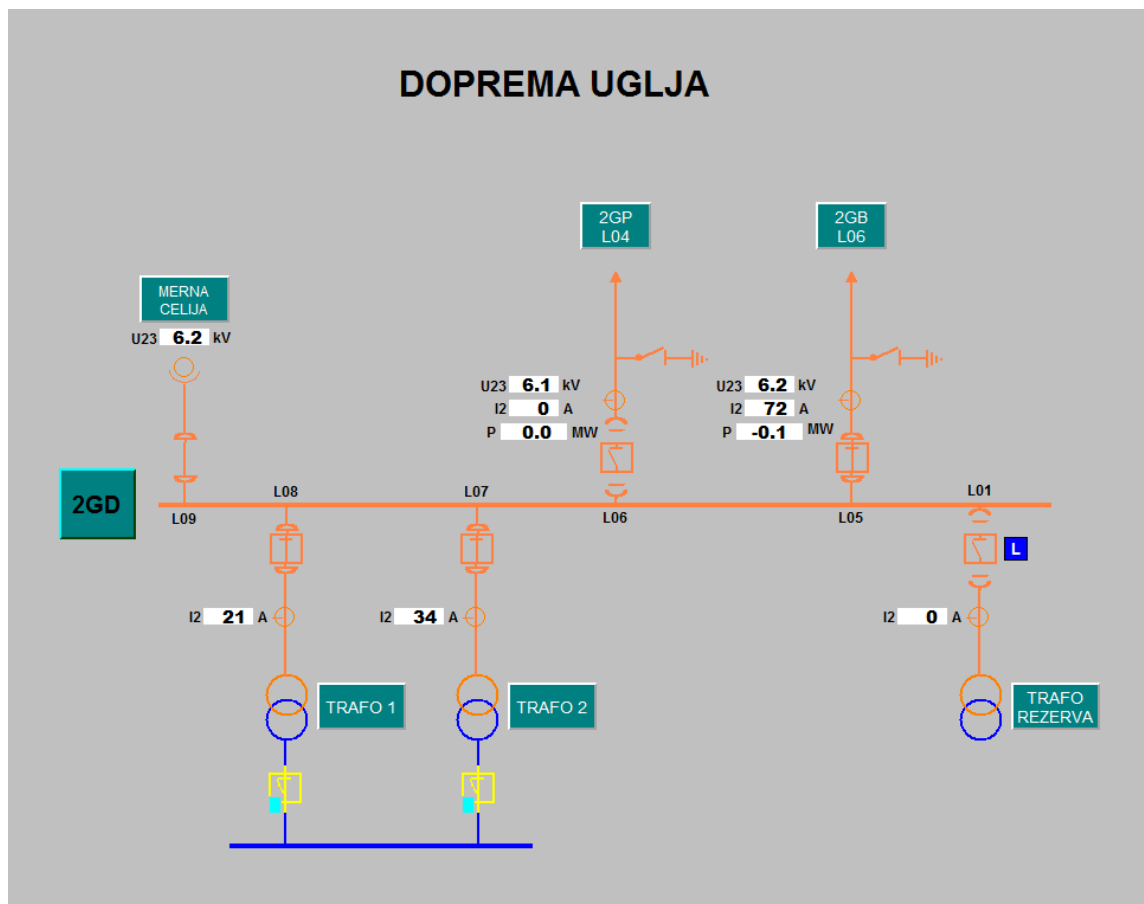 DOPREMA UGLJA
2GP
L04
2GB
L06
MERNA
CELIJA
U23 6.2 kV
U23 6.1 kV
I2 0 A
P 0.0 MW
U23 6.2 kV
I2 72 A
P -0.1 MW
2GD
L09
L08
L07
L06
L05
L01
L
I2 21 A
I2 34 A
I2 0 A
TRAFO 1
TRAFO 2
TRAFO
REZERVA